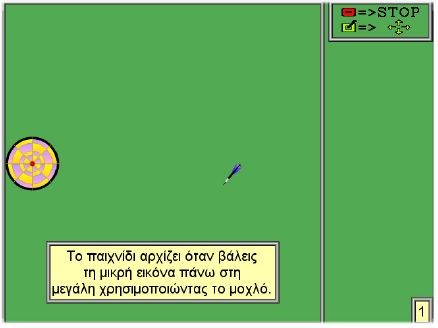 =>STOP
=>
Το παιχνίδι αρχίζει όταν βάλεις
τη μικρή εικόνα πάνω στη
μεγάλη χρησιμοποιώντας το μοχλό.
1